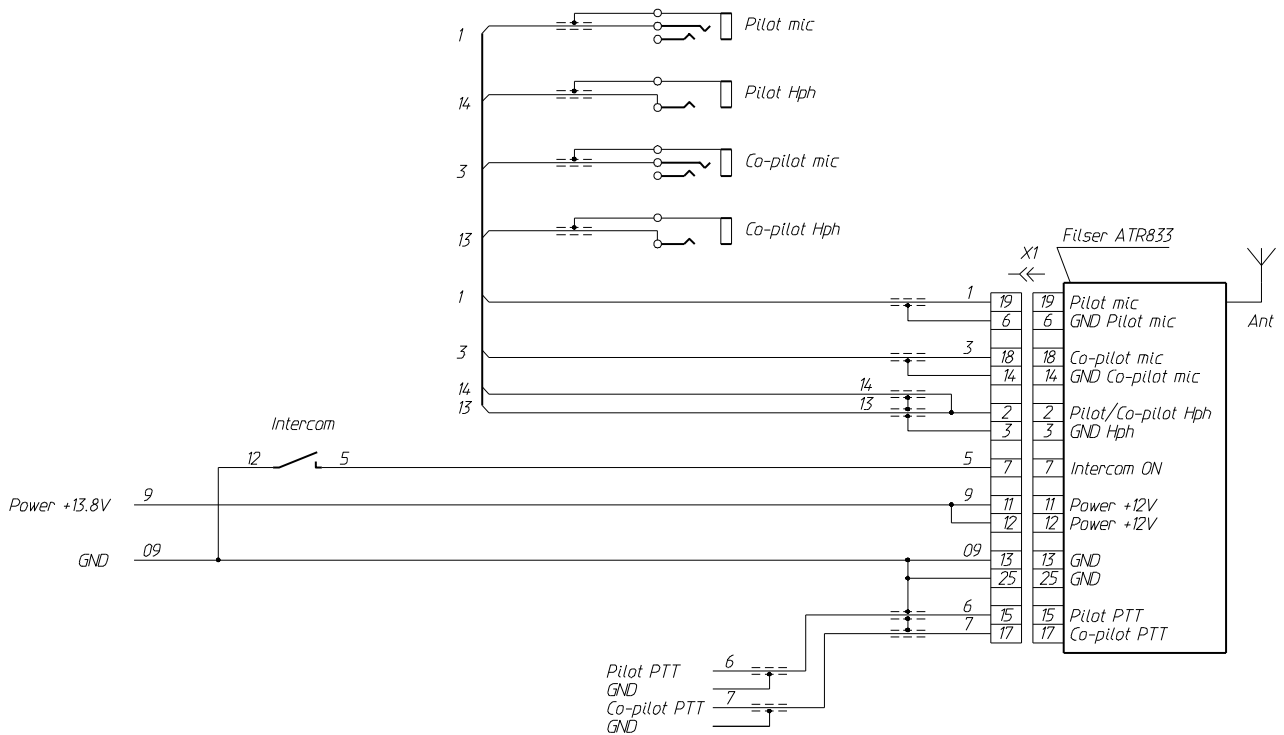 1 Pilot mic
14 Pilot Hph
3 Co-pilot mic
13 Co-pilot Hph
Filser ATR833
X1
Ant
1 1 19 19 Pilot mic
6 6 GND Pilot mic
3 3 18 18 Co-pilot mic
14 14 GND Co-pilot mic
14 14
13 13 2 2 Pilot/Co-pilot Hph
3 3 GND Hph
Intercom
12 5 5 7 7 Intercom ON
Power +13.8V 9 9 11 11 Power +12V
12 12 Power +12V
GND 09 09 13 13 GND
25 25 GND
6 15 15 Pilot PTT
7 17 17 Co-pilot PTT
Pilot PTT 6
GND
Co-pilot PTT 7
GND